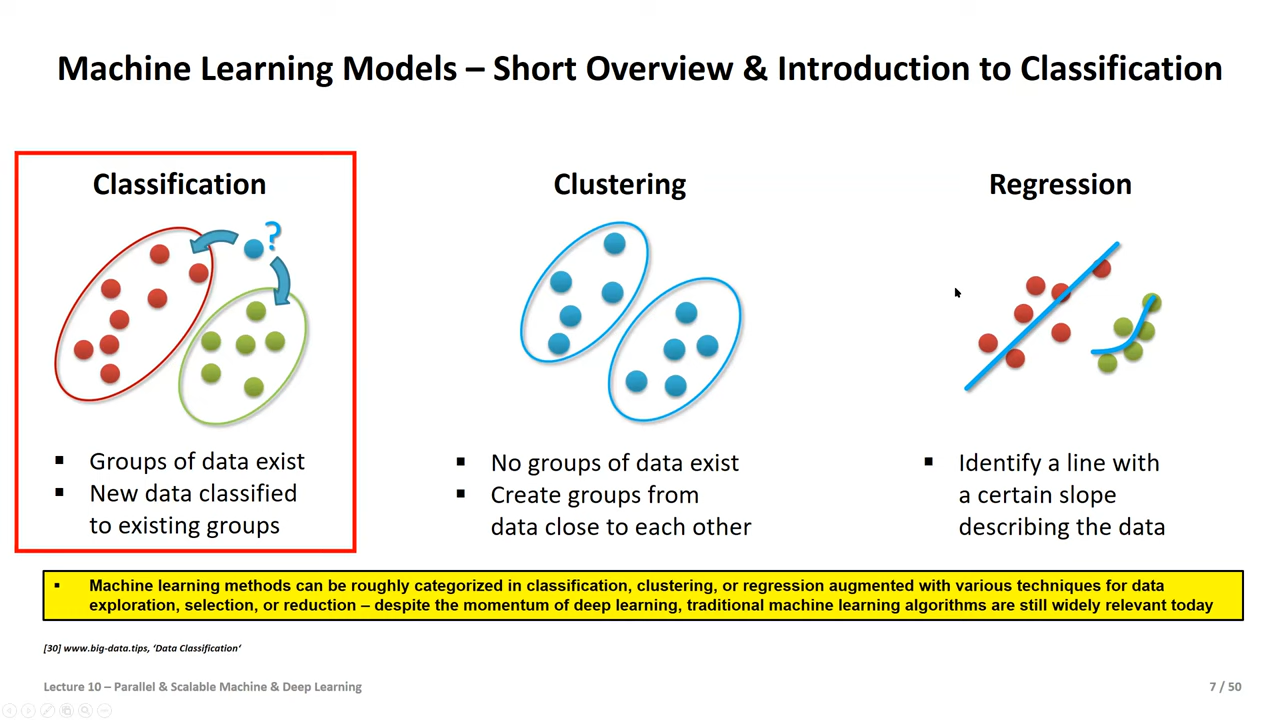 Machine Learning Models – Short Overview & Introduction to Classification
Classification
?
▪ Groups of data exist
▪ New data classified
to existing groups
Clustering
▪ No groups of data exist
▪ Create groups from
data close to each other
Regression
▪ Identify a line with
a certain slope
describing the data
▪ Machine learning methods can be roughly categorized in classification, clustering, or regression augmented with various techniques for data
exploration, selection, or reduction – despite the momentum of deep learning, traditional machine learning algorithms are still widely relevant today
[30] www.big-data.tips, ‘Data Classification‘
Lecture 10 – Parallel & Scalable Machine & Deep Learning
7 / 50